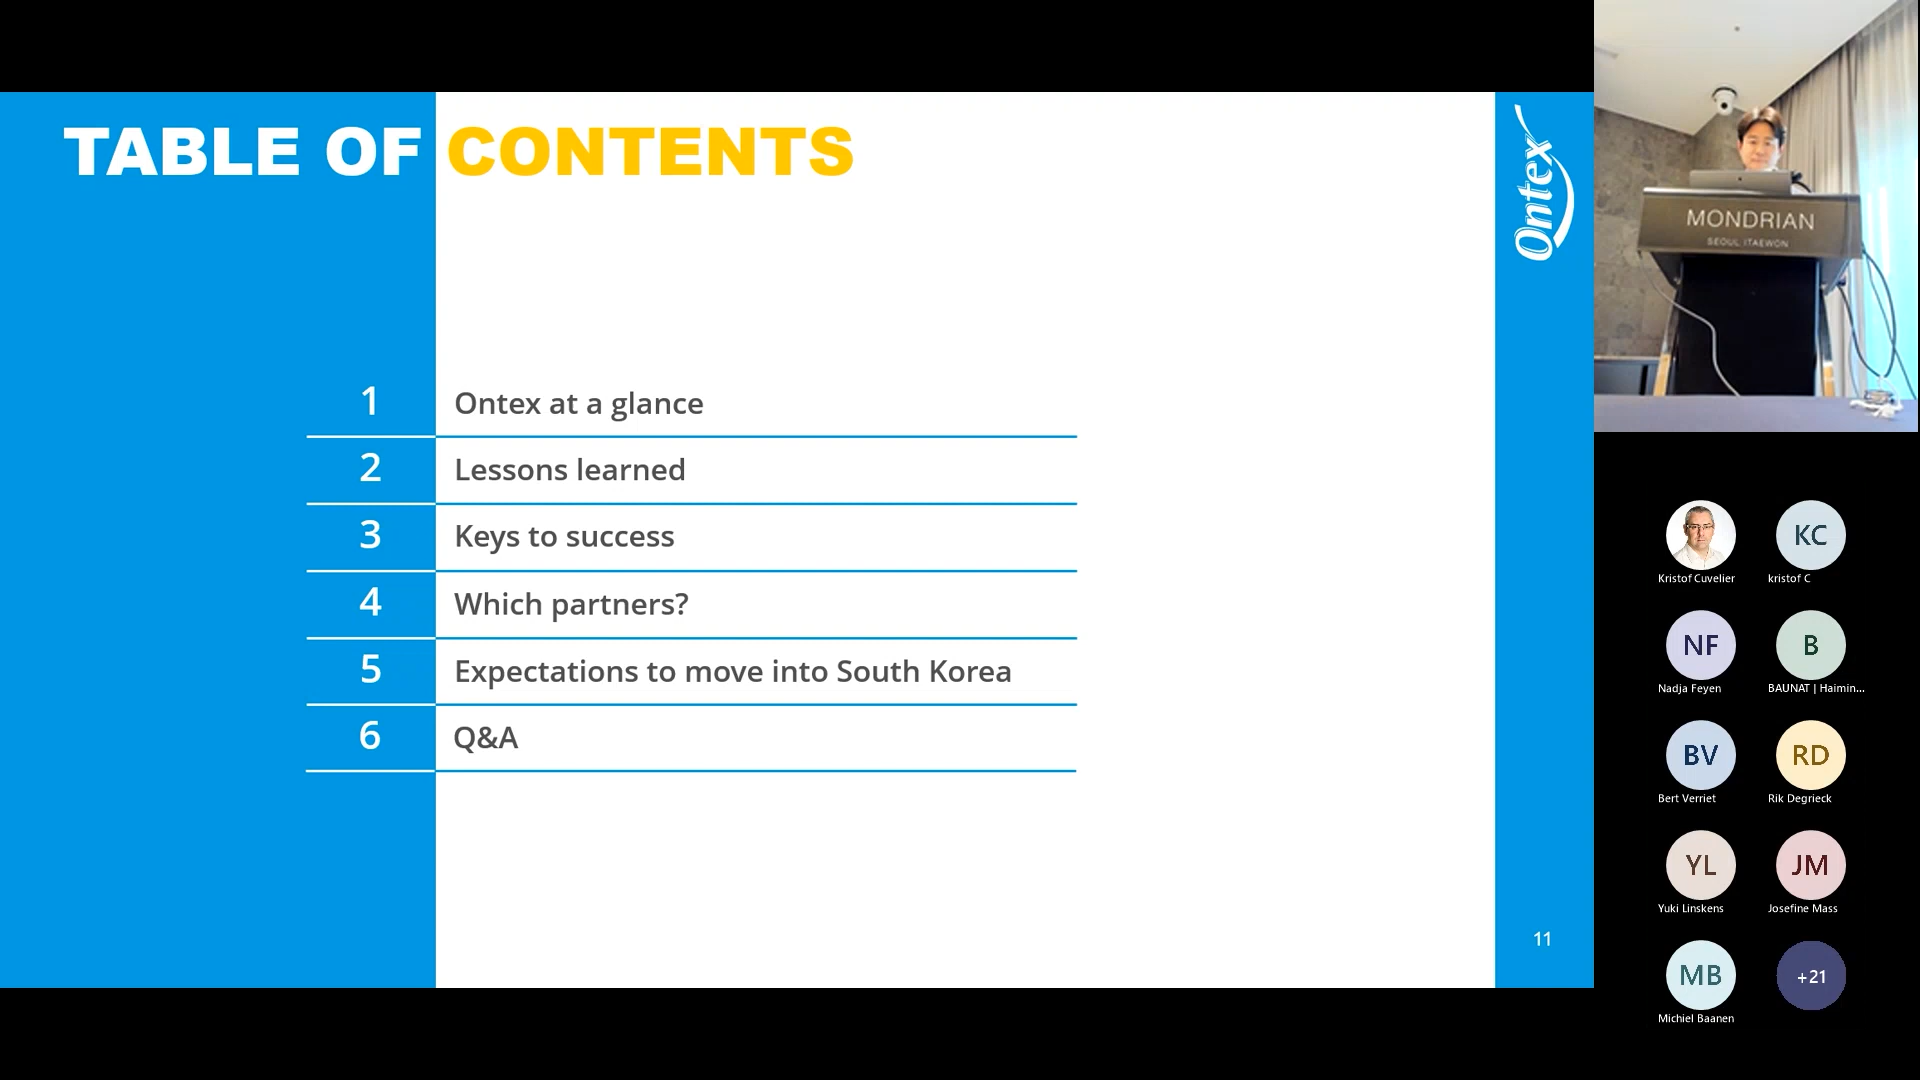 TABLE OF CONTENTS
Ontex
1 Ontex at a glance
2 Lessons learned
3 Keys to success
4 Which partners?
5 Expectations to move into South Korea
6 Q&A
11
MONDRIAN
SEOUL ITAEWON
Kristof Cuvelier
KC
kristof C
NF
Nadja Feyen
B
BAUNAT | Haimin...
BV
Bert Verriet
RD
Rik Degrieck
YL
Yuki Linskens
JM
Josefine Mass
MB
Michiel Baanen
+21